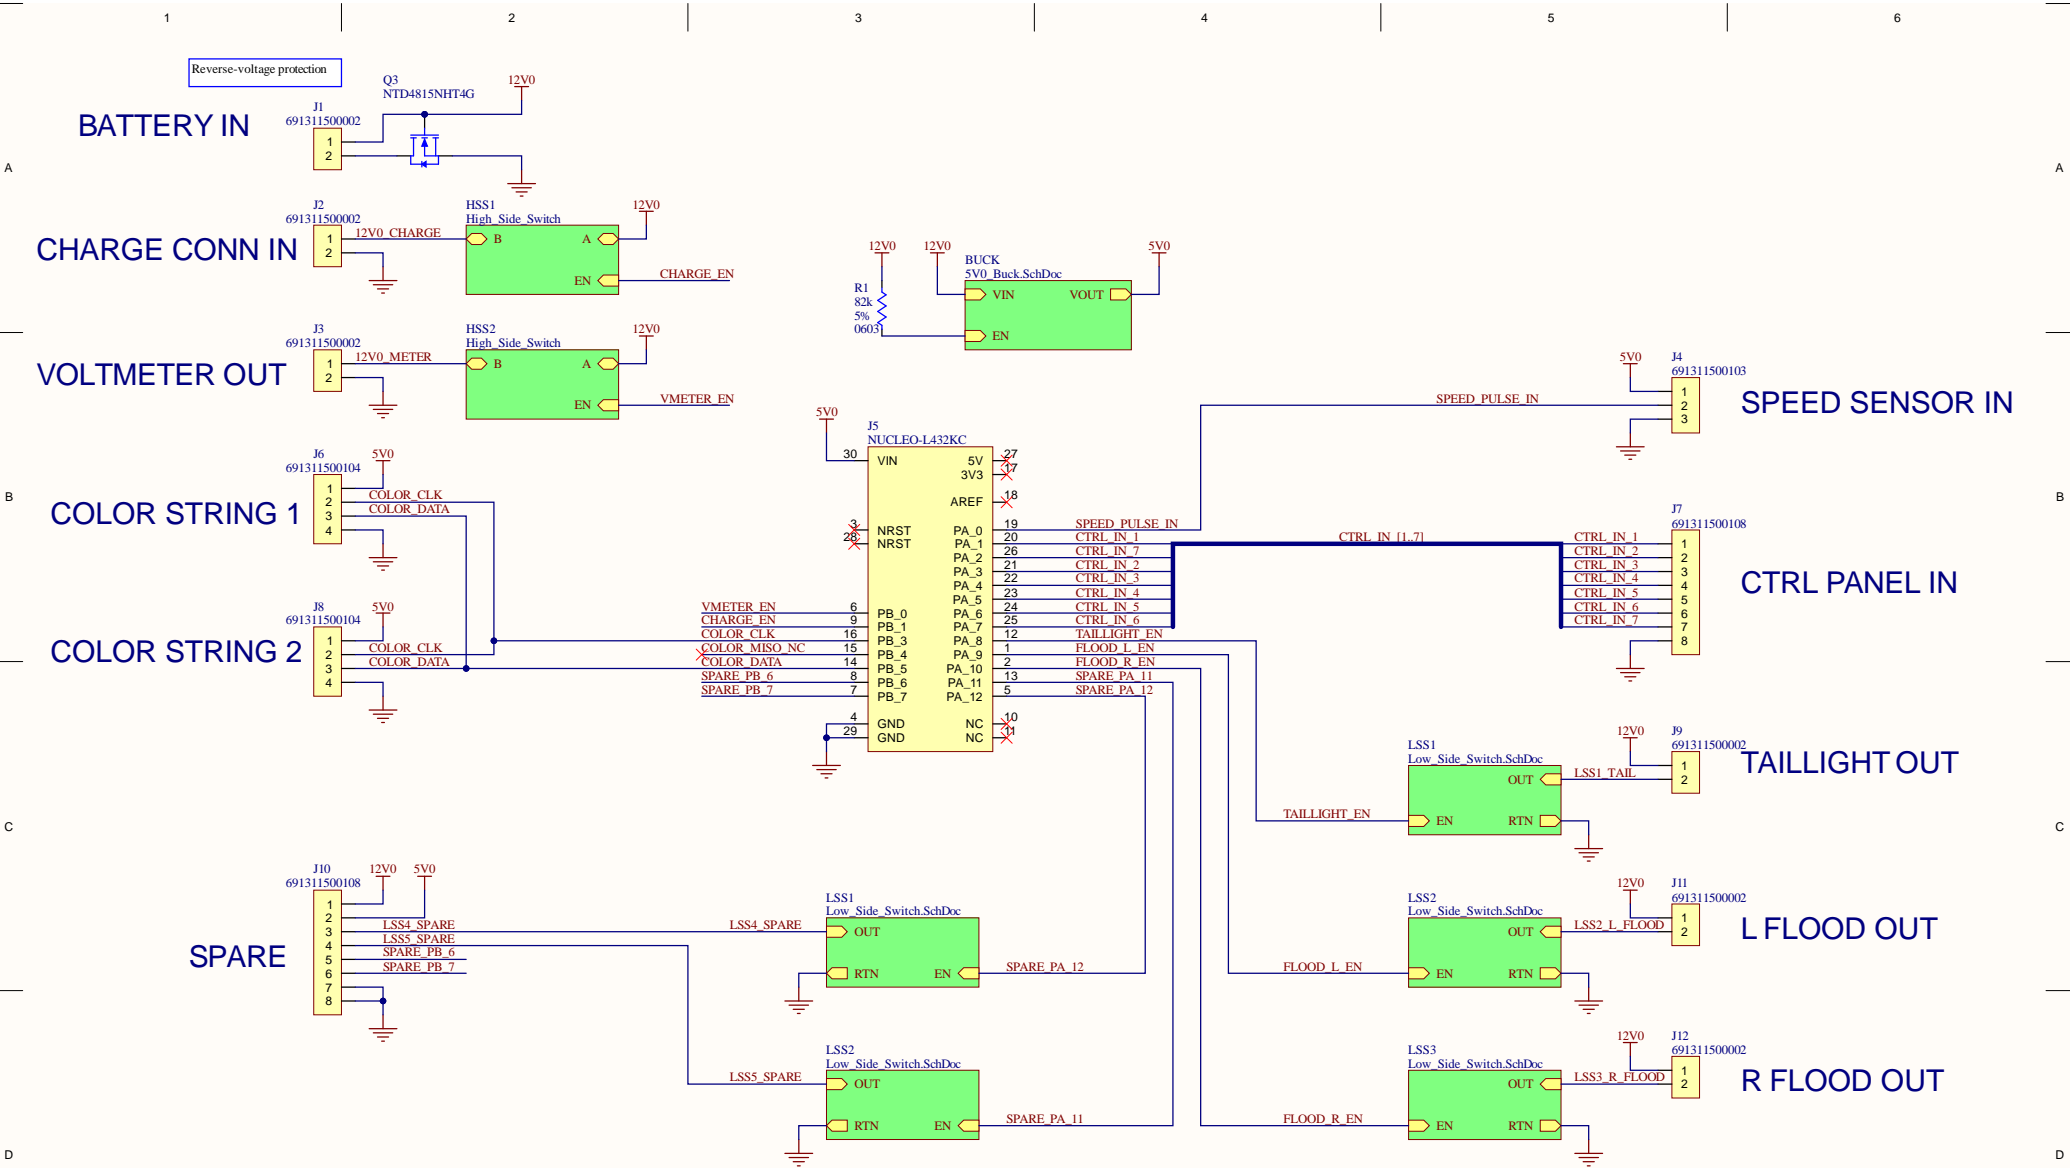 1 2 3 4 5 6
Reverse-voltage protection
BATTERY IN
J1
691311500002
1
2
Q3
NTD4815NHT4G
12V0
A A
CHARGE CONN IN
J2
691311500002
1
2
12V0_CHARGE
HSS1
High_Side_Switch
B A
EN
12V0
CHARGE_EN
12V0 12V0
R1
82k
5%
0603
BUCK
5V0_Buck.SchDoc
VIN VOUT
EN
5V0
VOLTMETER OUT
J3
691311500002
1
2
12V0_METER
HSS2
High_Side_Switch
B A
EN
12V0
VMETER_EN
5V0
J4
691311500103
1
2
3
SPEED_PULSE_IN
SPEED SENSOR IN
B B
COLOR STRING 1
J6
691311500104
1
2
3
4
5V0
COLOR_CLK
COLOR_DATA
COLOR STRING 2
J8
691311500104
1
2
3
4
5V0
COLOR_CLK
COLOR_DATA
5V0
J5
NUCLEO-L432KC
30 VIN
3 NRST
28 NRST
VMETER_EN 6 PB_0
CHARGE_EN 9 PB_1
COLOR_CLK 16 PB_3
COLOR_MISO_NC 15 PB_4
COLOR_DATA 14 PB_5
SPARE_PB_6 8 PB_6
SPARE_PB_7 7 PB_7
4 GND
29 GND
5V 27
3V3 17
AREF 18
PA_0 19 SPEED_PULSE_IN
PA_1 20 CTRL_IN_1
PA_2 26 CTRL_IN_7
PA_3 21 CTRL_IN_2
PA_4 22 CTRL_IN_3
PA_5 23 CTRL_IN_4
PA_6 24 CTRL_IN_5
PA_7 25 CTRL_IN_6
PA_8 12 TAILLIGHT_EN
PA_9 1 FLOOD_L_EN
PA_10 2 FLOOD_R_EN
PA_11 13 SPARE_PA_11
PA_12 5 SPARE_PA_12
NC 10
NC 11
CTRL_IN_[1..7]
J7
691311500108
CTRL_IN_1 1
CTRL_IN_2 2
CTRL_IN_3 3
CTRL_IN_4 4
CTRL_IN_5 5
CTRL_IN_6 6
CTRL_IN_7 7
8
CTRL PANEL IN
C C
TAILLIGHT_EN
LSS1
Low_Side_Switch.SchDoc
OUT
EN RTN
LSS1_TAIL
12V0
J9
691311500002
1
2
TAILLIGHT OUT
SPARE
J10
691311500108
1
2
3
4
5
6
7
8
12V0 5V0
LSS4_SPARE
LSS5_SPARE
SPARE_PB_6
SPARE_PB_7
LSS4_SPARE
LSS1
Low_Side_Switch.SchDoc
OUT
RTN EN
SPARE_PA_12
FLOOD_L_EN
LSS2
Low_Side_Switch.SchDoc
OUT
EN RTN
LSS2_L_FLOOD
12V0
J11
691311500002
1
2
L FLOOD OUT
LSS5_SPARE
LSS2
Low_Side_Switch.SchDoc
OUT
RTN EN
SPARE_PA_11
FLOOD_R_EN
LSS3
Low_Side_Switch.SchDoc
OUT
EN RTN
LSS3_R_FLOOD
12V0
J12
691311500002
1
2
R FLOOD OUT
D D